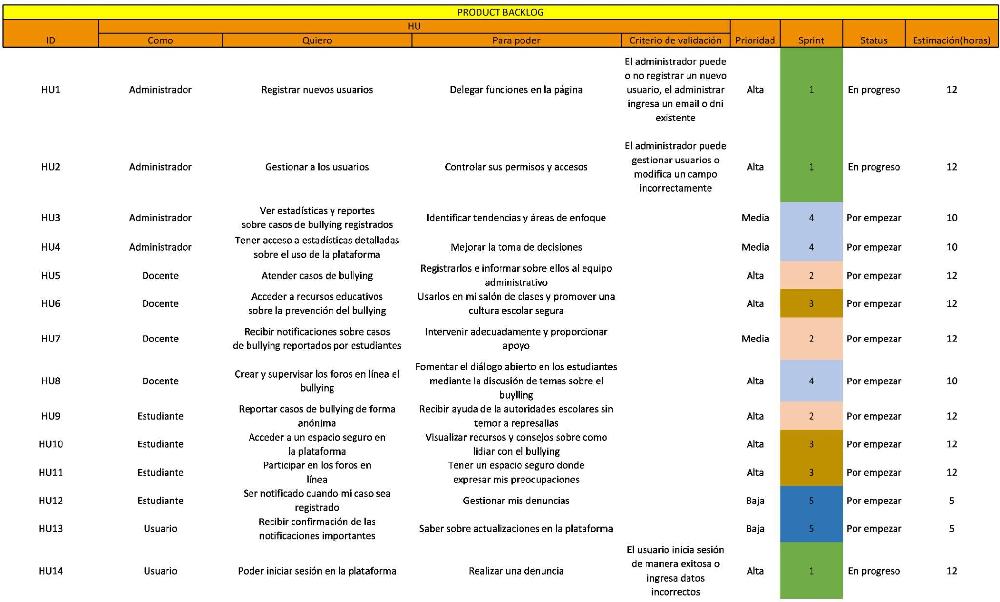 PRODUCT BACKLOG
HU
ID Como Quiero Para poder Criterio de validación Prioridad Sprint Status Estimación(horas)
El administrador puede
o no registrar un nuevo
HU1 Administrador Registrar nuevos usuarios Delegar funciones en la página usuario, el administrar Alta 1 En progreso 12
ingresa un email o dni
existente
El administrador puede
gestionar usuarios o
HU2 Administrador Gestionar a los usuarios Controlar sus permisos y accesos Alta 1 En progreso 12
modifica un campo
incorrectamente
Ver estadísticas y reportes
HU3 Administrador Identificar tendencias y áreas de enfoque Media 4 Por empezar 10
sobre casos de bullying registrados
Tener acceso a estadísticas detalladas
HU4 Administrador Mejorar la toma de decisiones Media 4 Por empezar 10
sobre el uso de la plataforma
Registrarlos e informar sobre ellos al equipo
HU5 Docente Atender casos de bullying Alta 2 Por empezar 12
administrativo
Acceder a recursos educativos Usarlos en mi salón de clases y promover una
HU6 Docente Alta 3 Por empezar 12
sobre la prevención del bullying cultura escolar segura
Recibir notificaciones sobre casos Intervenir adecuadamente y proporcionar
HU7 Docente Media 2 Por empezar 12
de bullying reportados por estudiantes apoyo
Fomentar el diálogo abierto en los estudiantes
Crear y supervisar los foros en línea el
HU8 Docente mediante la discusión de temas sobre el Alta 4 Por empezar 10
bullying
buylling
Reportar casos de bullying de forma Recibir ayuda de la autoridades escolares sin
HU9 Estudiante Alta 2 Por empezar 12
anónima temor a represalias
Acceder a un espacio seguro en Visualizar recursos y consejos sobre como
HU10 Estudiante Alta 3 Por empezar 12
la plataforma lidiar con el bullying
Participar en los foros en Tener un espacio seguro donde
HU11 Estudiante Alta 3 Por empezar 12
línea expresar mis preocupaciones
Ser notificado cuando mi caso sea
HU12 Estudiante Gestionar mis denuncias Baja 5 Por empezar 5
registrado
Recibir confirmación de las
HU13 Usuario Saber sobre actualizaciones en la plataforma Baja 5 Por empezar 5
notificaciones importantes
El usuario inicia sesión
de manera exitosa o
HU14 Usuario Poder iniciar sesión en la plataforma Realizar una denuncia Alta 1 En progreso 12
ingresa datos
incorrectos